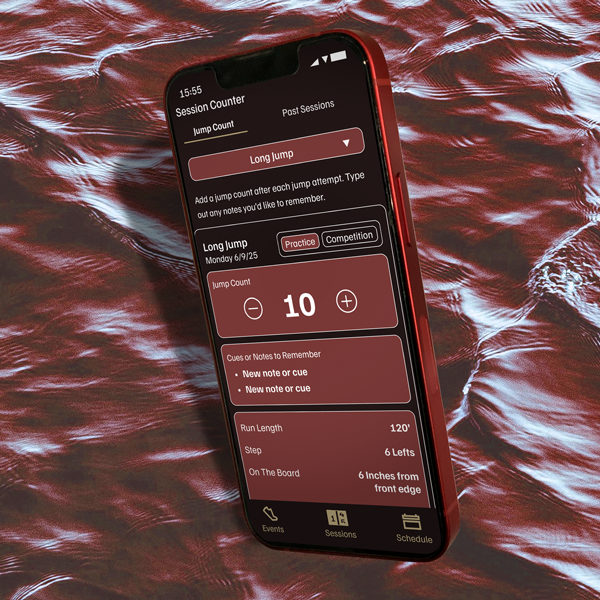 15:55
Session Counter
Jump Count
Past Sessions
Long Jump
Add a jump count after each jump attempt. Type
out any notes you'd like to remember.
Long Jump
Monday 6/9/25
Practice
Competition
Jump Count
10
Cues or Notes to Remember
• New note or cue
• New note or cue
Run Length
120'
Step
6 Lefts
On The Board
6 Inches from
front edge
Events
Sessions
Schedule